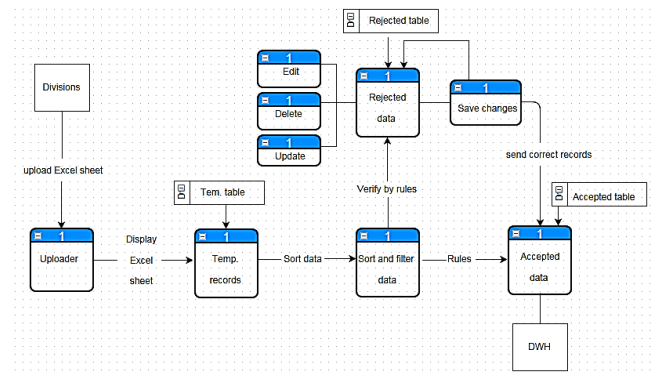 Rejected table
1
Edit
1
Rejected
data
1
Save changes
Divisions
1
Delete
1
Update
send correct records
upload Excel sheet
Tem. table
Verify by rules
Accepted table
1
Uploader
Display
Excel
sheet
1
Temp.
records
Sort data
1
Sort and filter
data
Rules
1
Accepted
data
DWH